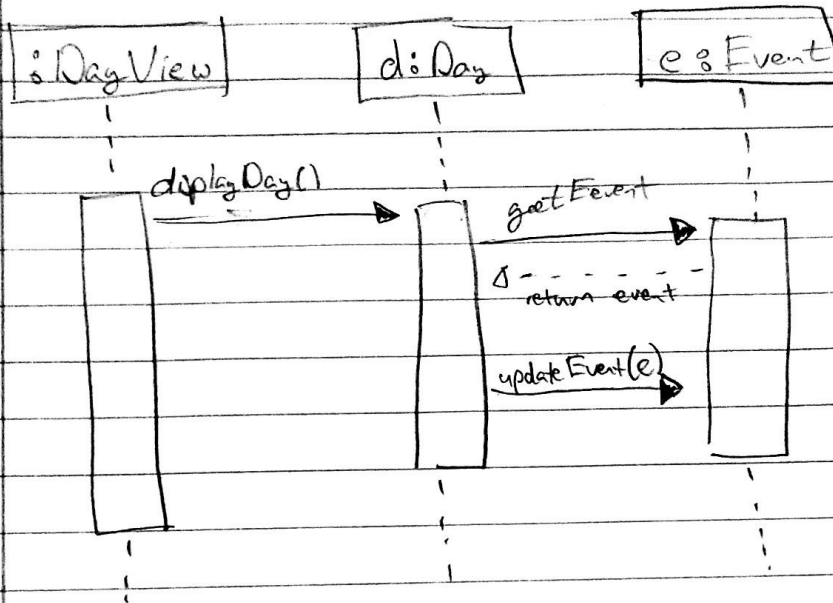 :DayView
d:Day
e:Event
displayDay()
getEvent
return event
updateEvent(e)